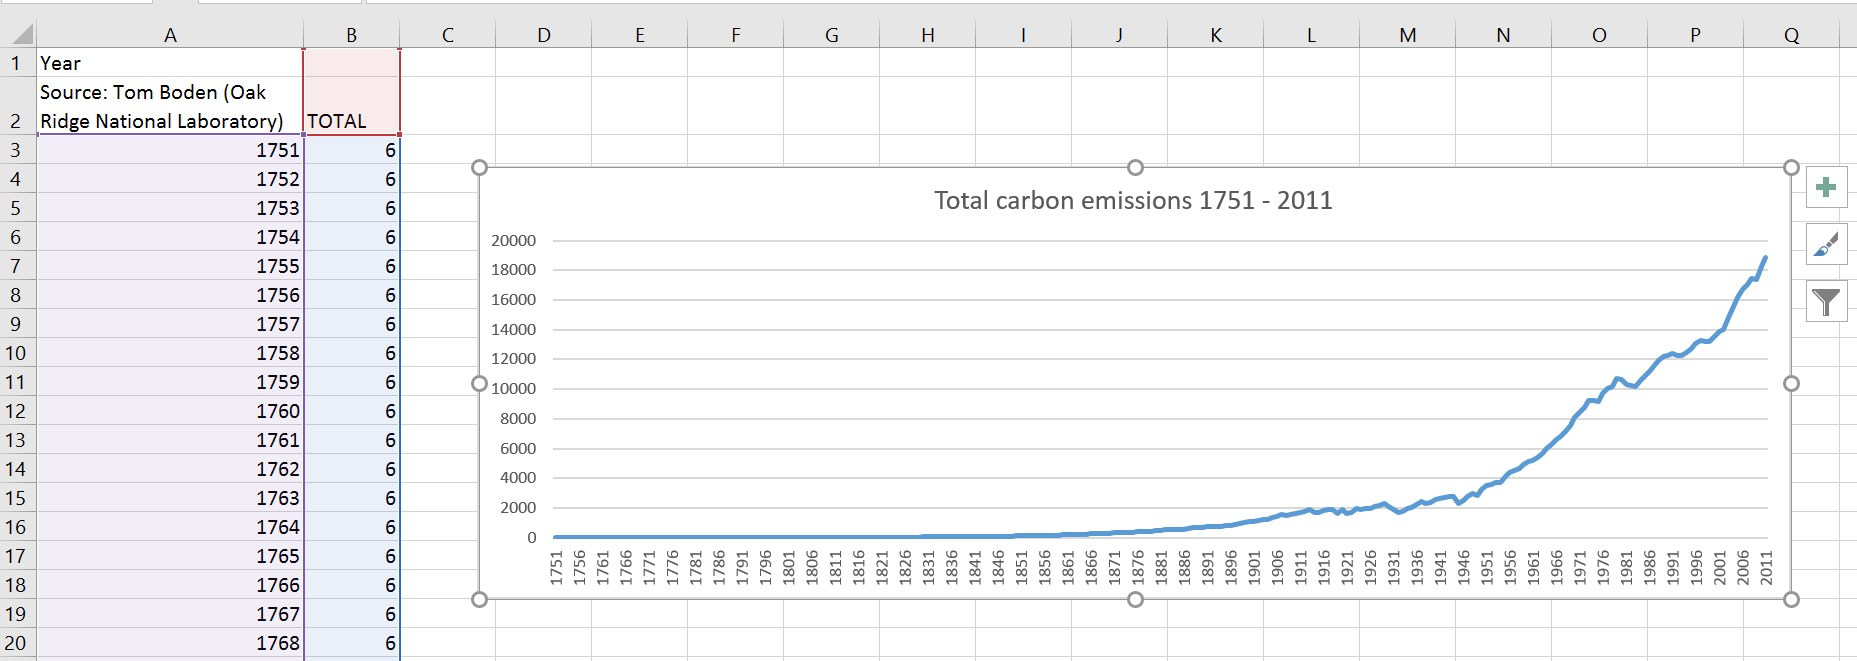 A B C D E F G H I J K L M N O P Q
1 Year
Source: Tom Boden (Oak
2 Ridge National Laboratory) TOTAL
3 1751 6
4 1752 6
5 1753 6
6 1754 6
7 1755 6
8 1756 6
9 1757 6
10 1758 6
11 1759 6
12 1760 6
13 1761 6
14 1762 6
15 1763 6
16 1764 6
17 1765 6
18 1766 6
19 1767 6
20 1768 6
Total carbon emissions 1751 - 2011
20000
18000
16000
14000
12000
10000
8000
6000
4000
2000
0
1751 1756 1761 1766 1771 1776 1781 1786 1791 1796 1801 1806 1811 1816 1821 1826 1831 1836 1841 1846 1851 1856 1861 1866 1871 1876 1881 1886 1891 1896 1901 1906 1911 1916 1921 1926 1931 1936 1941 1946 1951 1956 1961 1966 1971 1976 1981 1986 1991 1996 2001 2006 2011